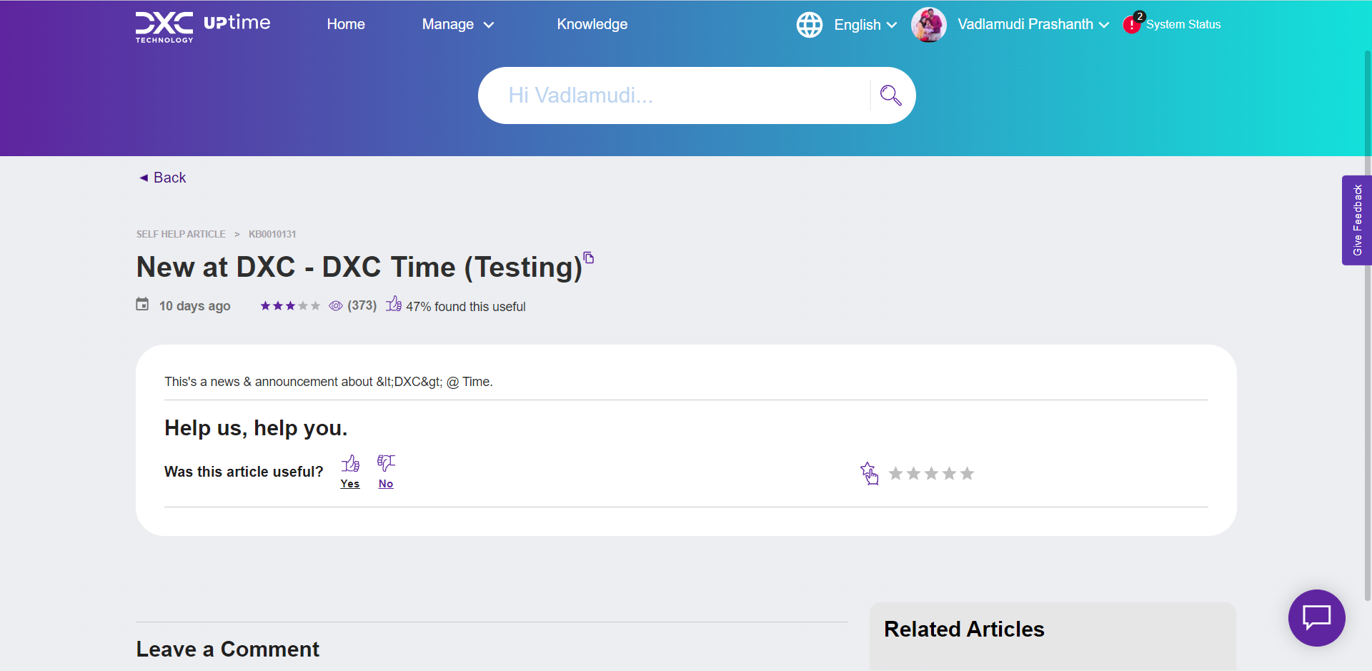 DXC TECHNOLOGY UPtime Home Manage Knowledge English Vadlamudi Prashanth 2 System Status
Hi Vadlamudi...
◄ Back
Give Feedback
SELF HELP ARTICLE > KB0010131
New at DXC - DXC Time (Testing)
10 days ago (373) 47% found this useful
This's a news & announcement about &lt;DXC&gt; @ Time.
Help us, help you.
Was this article useful?
Yes No
Leave a Comment
Related Articles